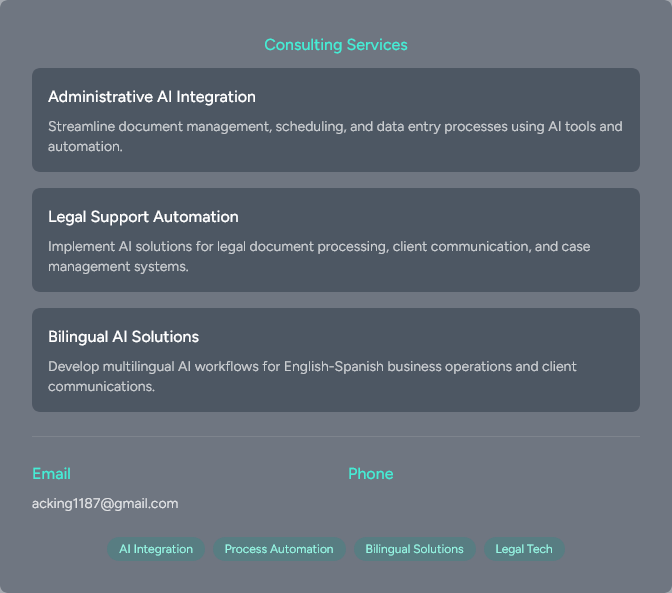 Consulting Services
Administrative AI Integration
Streamline document management, scheduling, and data entry processes using AI tools and
automation.
Legal Support Automation
Implement AI solutions for legal document processing, client communication, and case
management systems.
Bilingual AI Solutions
Develop multilingual AI workflows for English-Spanish business operations and client
communications.
Email
Phone
acking1187@gmail.com
AI Integration
Process Automation
Bilingual Solutions
Legal Tech